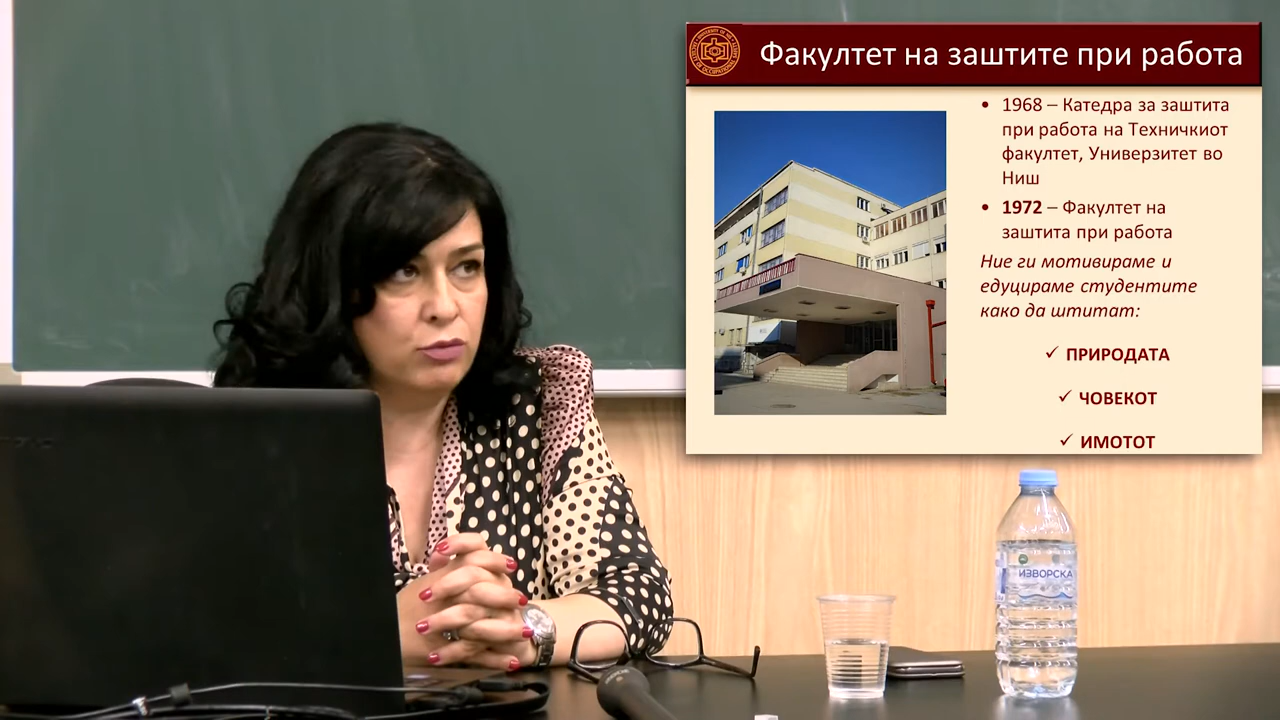 Факултет на заштите при работа
• 1968 – Катедра за заштита
при работа на Техничкиот
факултет, Универзитет во
Ниш
• 1972 – Факултет на
заштита при работа
Ние ги мотивираме и
едуцираме студентите
како да штитат:
✓ ПРИРОДАТА
✓ ЧОВЕКОТ
✓ ИМОТОТ
ИЗВОРСКА